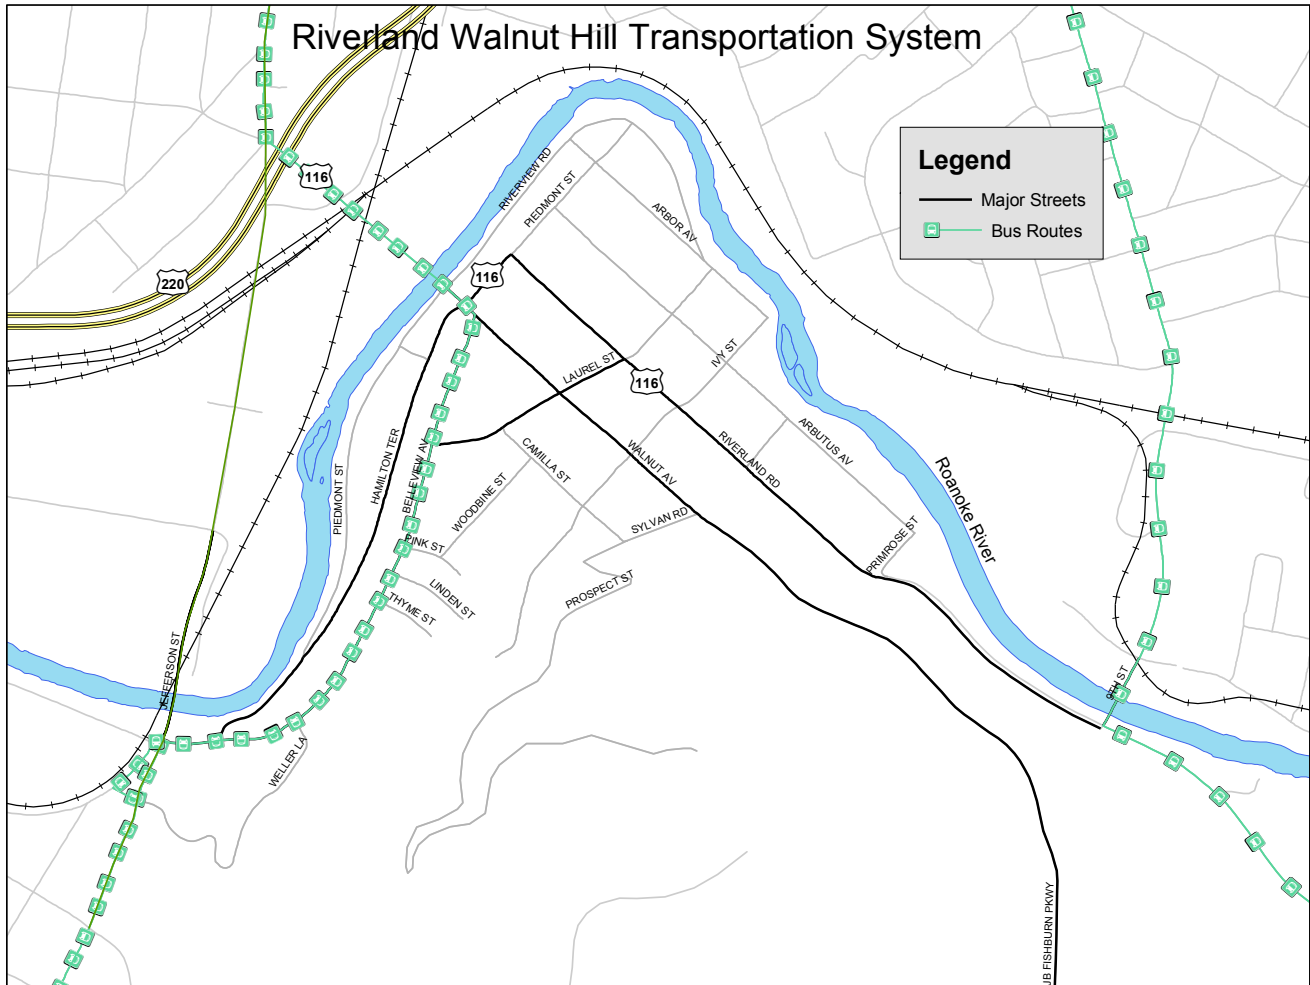 Riverland Walnut Hill Transportation System
Legend
Major Streets
Bus Routes
116
220
116
116
RIVERVIEW RD
PIEDMONT ST
ARBOR AV
LAUREL ST
IVY ST
HAMILTON TER
BELLEVIEW AV
PIEDMONT ST
CAMILLA ST
WOODBINE ST
WALNUT AV
RIVERLAND RD
ARBUTUS AV
SYLVAN RD
PINK ST
LINDEN ST
THYME ST
PROSPECT ST
PRIMROSE ST
Roanoke River
JEFFERSON ST
WELLER LA
9TH ST
JB FISHBURN PKWY